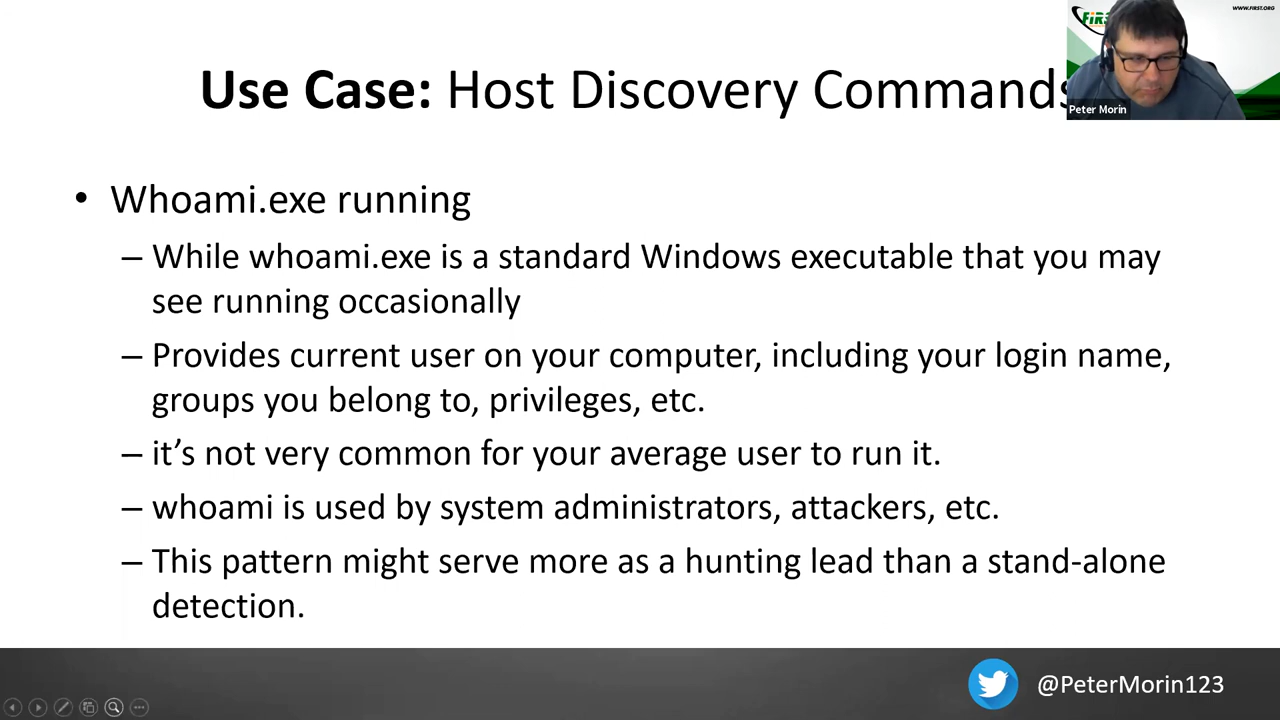 WWW.FIRST.ORG
Use Case: Host Discovery Commands
Peter Morin
• Whoami.exe running
– While whoami.exe is a standard Windows executable that you may
see running occasionally
– Provides current user on your computer, including your login name,
groups you belong to, privileges, etc.
– it’s not very common for your average user to run it.
– whoami is used by system administrators, attackers, etc.
– This pattern might serve more as a hunting lead than a stand-alone
detection.
@PeterMorin123